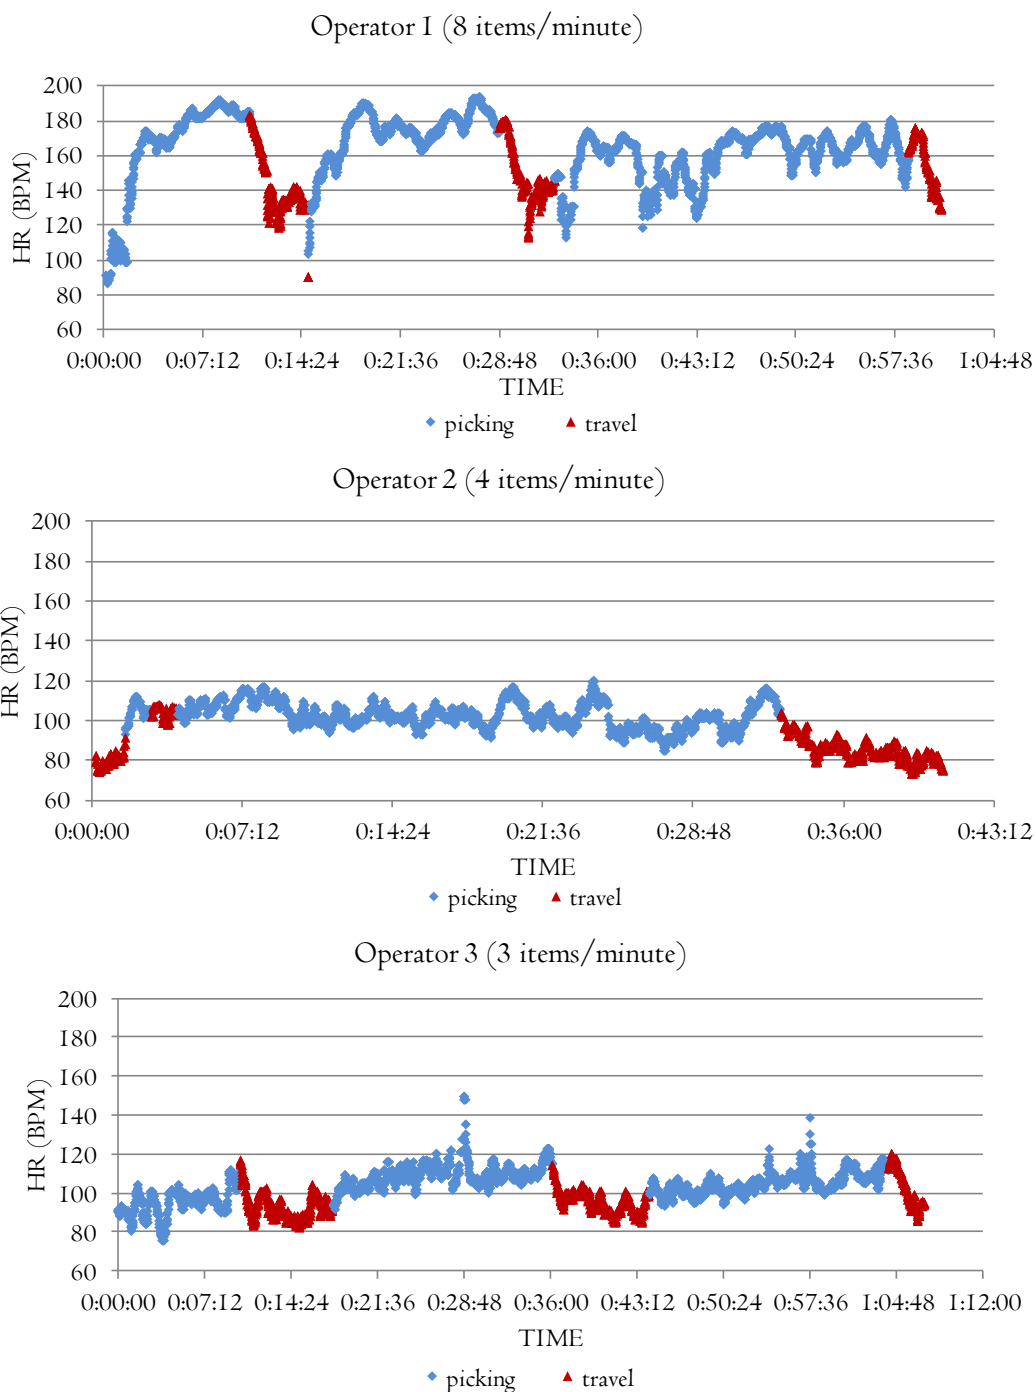 Operator 1 (8 items/minute)
200
180
160
140
120
100
80
60
HR (BPM)
0:00:00 0:07:12 0:14:24 0:21:36 0:28:48 0:36:00 0:43:12 0:50:24 0:57:36 1:04:48
TIME
picking travel
Operator 2 (4 items/minute)
200
180
160
140
120
100
80
60
HR (BPM)
0:00:00 0:07:12 0:14:24 0:21:36 0:28:48 0:36:00 0:43:12
TIME
picking travel
Operator 3 (3 items/minute)
200
180
160
140
120
100
80
60
HR (BPM)
0:00:00 0:07:12 0:14:24 0:21:36 0:28:48 0:36:00 0:43:12 0:50:24 0:57:36 1:04:48 1:12:00
TIME
picking travel